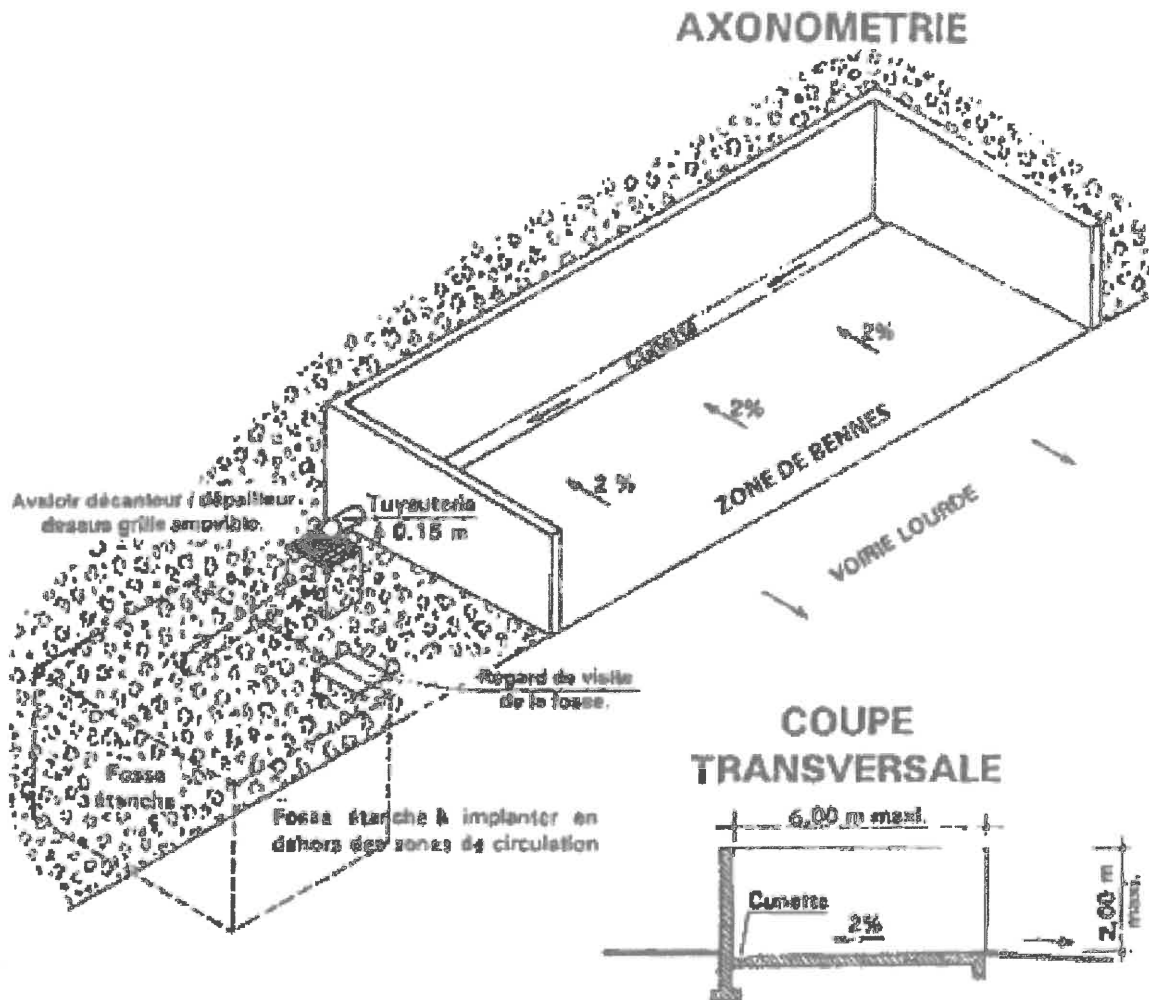 AXONOMETRIE
Cunette
2%
2%
2 %
ZONE DE BENNES
VOIRIE LOURDE
Avaloir décanteur / dépailleur
dessus grille amovible.
Tuyauterie
0.15 m
Regard de visite
de la fosse.
Fosse
étanche
Fosse étanche à implanter en
dehors des zones de circulation
COUPE
TRANSVERSALE
6,00 m maxi.
Cunette
2%
2,00 m
maxi.